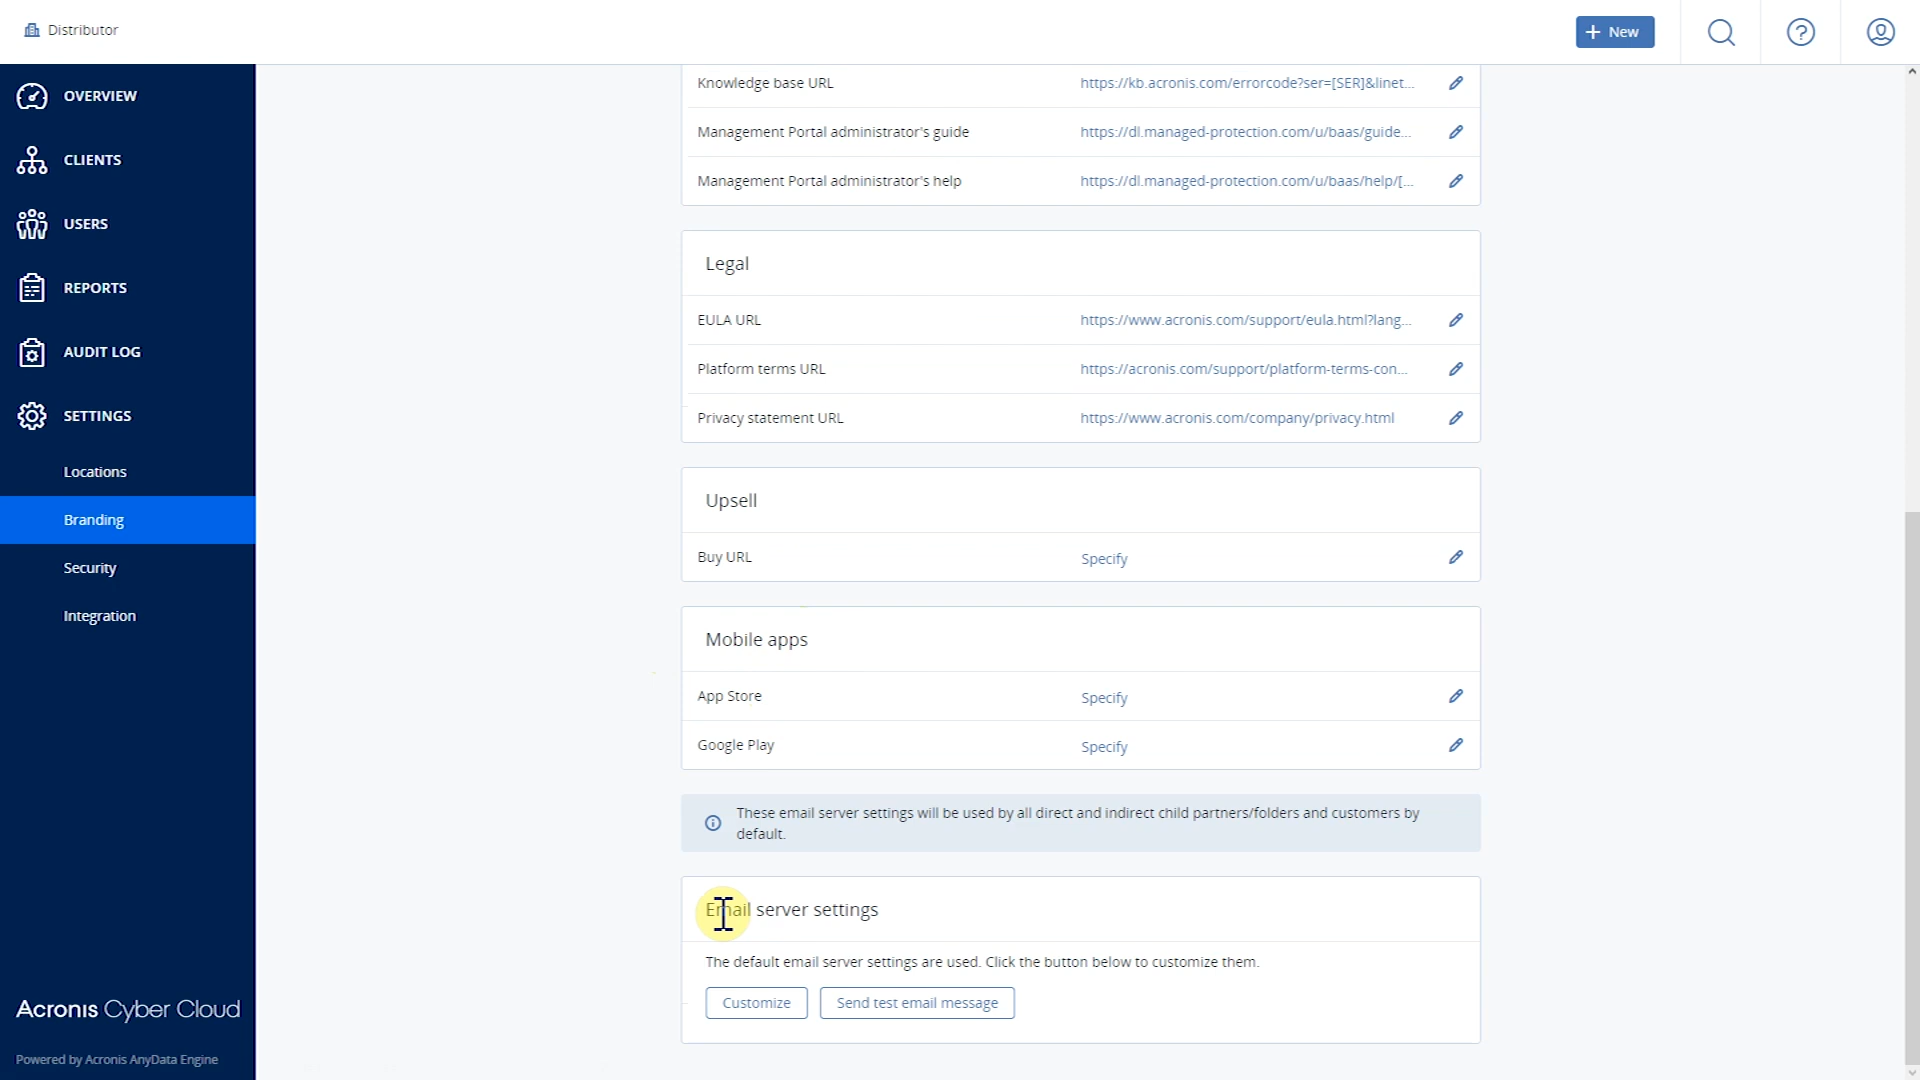 Distributor
New
OVERVIEW
CLIENTS
USERS
REPORTS
AUDIT LOG
SETTINGS
Locations
Branding
Security
Integration
Acronis Cyber Cloud
Powered by Acronis AnyData Engine
Knowledge base URL https://kb.acronis.com/errorcode?ser=[SER]&linet...
Management Portal administrator's guide https://dl.managed-protection.com/u/baas/guide...
Management Portal administrator's help https://dl.managed-protection.com/u/baas/help/[...
Legal
EULA URL https://www.acronis.com/support/eula.html?lang...
Platform terms URL https://acronis.com/support/platform-terms-con...
Privacy statement URL https://www.acronis.com/company/privacy.html
Upsell
Buy URL Specify
Mobile apps
App Store Specify
Google Play Specify
These email server settings will be used by all direct and indirect child partners/folders and customers by
default.
Email server settings
The default email server settings are used. Click the button below to customize them.
Customize Send test email message